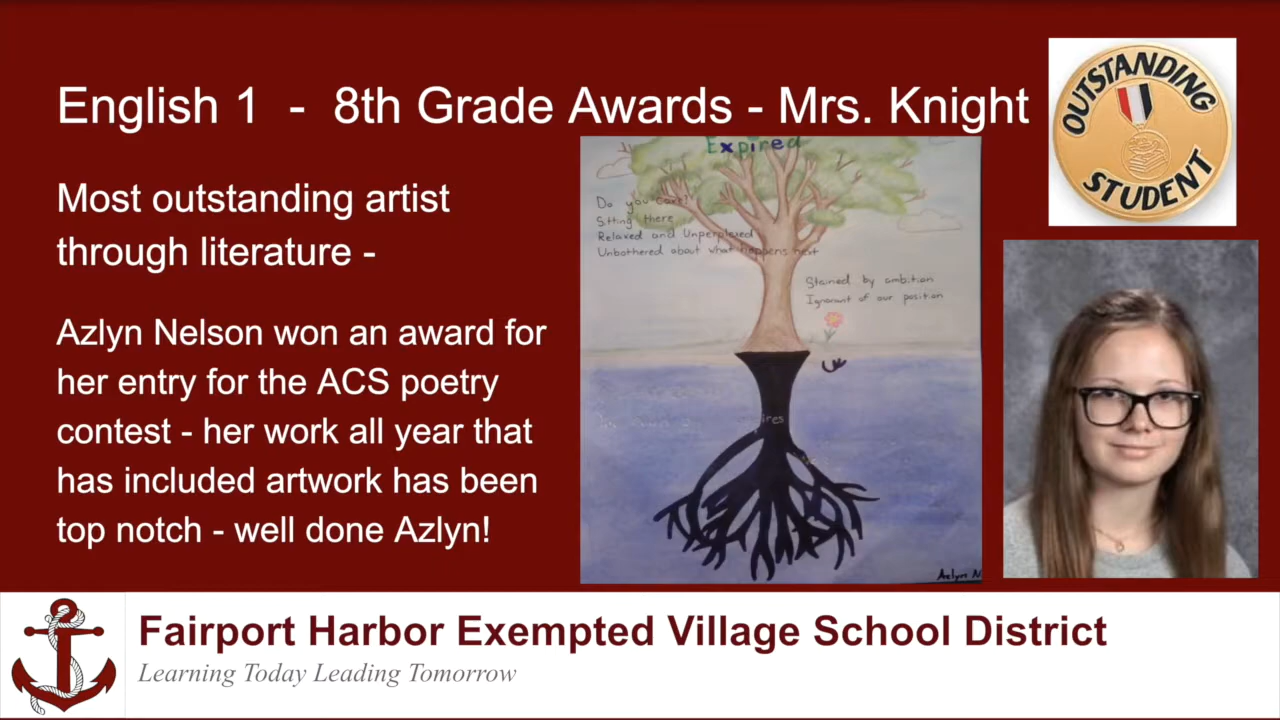 English 1 - 8th Grade Awards - Mrs. Knight
OUTSTANDING
STUDENT
Most outstanding artist
through literature -
Azlyn Nelson won an award for
her entry for the ACS poetry
contest - her work all year that
has included artwork has been
top notch - well done Azlyn!
Expired
Do you care?
Sitting there
Relaxed and Unperplexed
Unbothered about what happens next
Stained by ambition
Ignorant of our position
Azlyn N
Fairport Harbor Exempted Village School District
Learning Today Leading Tomorrow